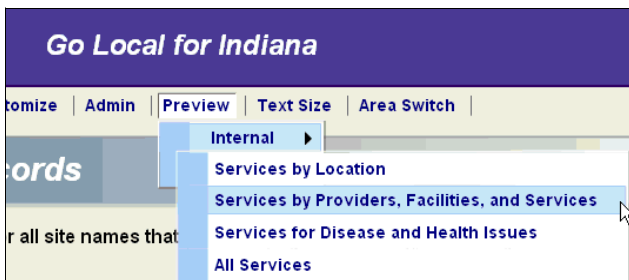 Go Local for Indiana
tomize | Admin | Preview | Text Size | Area Switch |
Internal
cords
Services by Location
Services by Providers, Facilities, and Services
r all site names that
Services for Disease and Health Issues
All Services